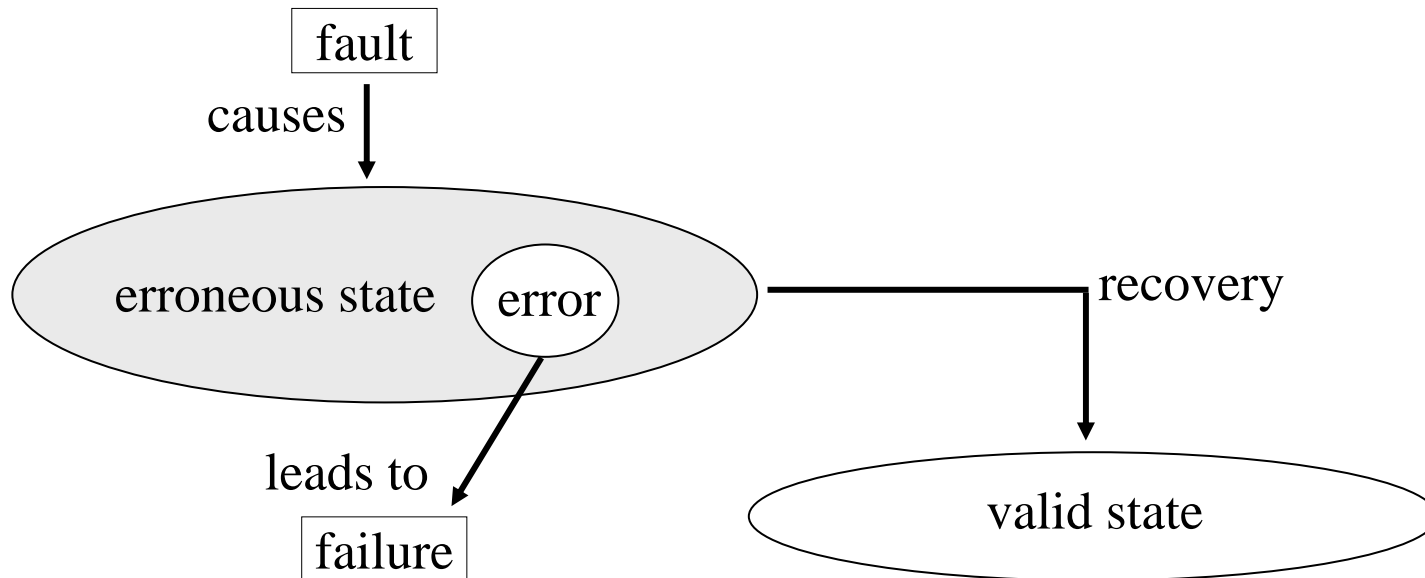 fault
causes
erroneous state
error
recovery
leads to
valid state
failure